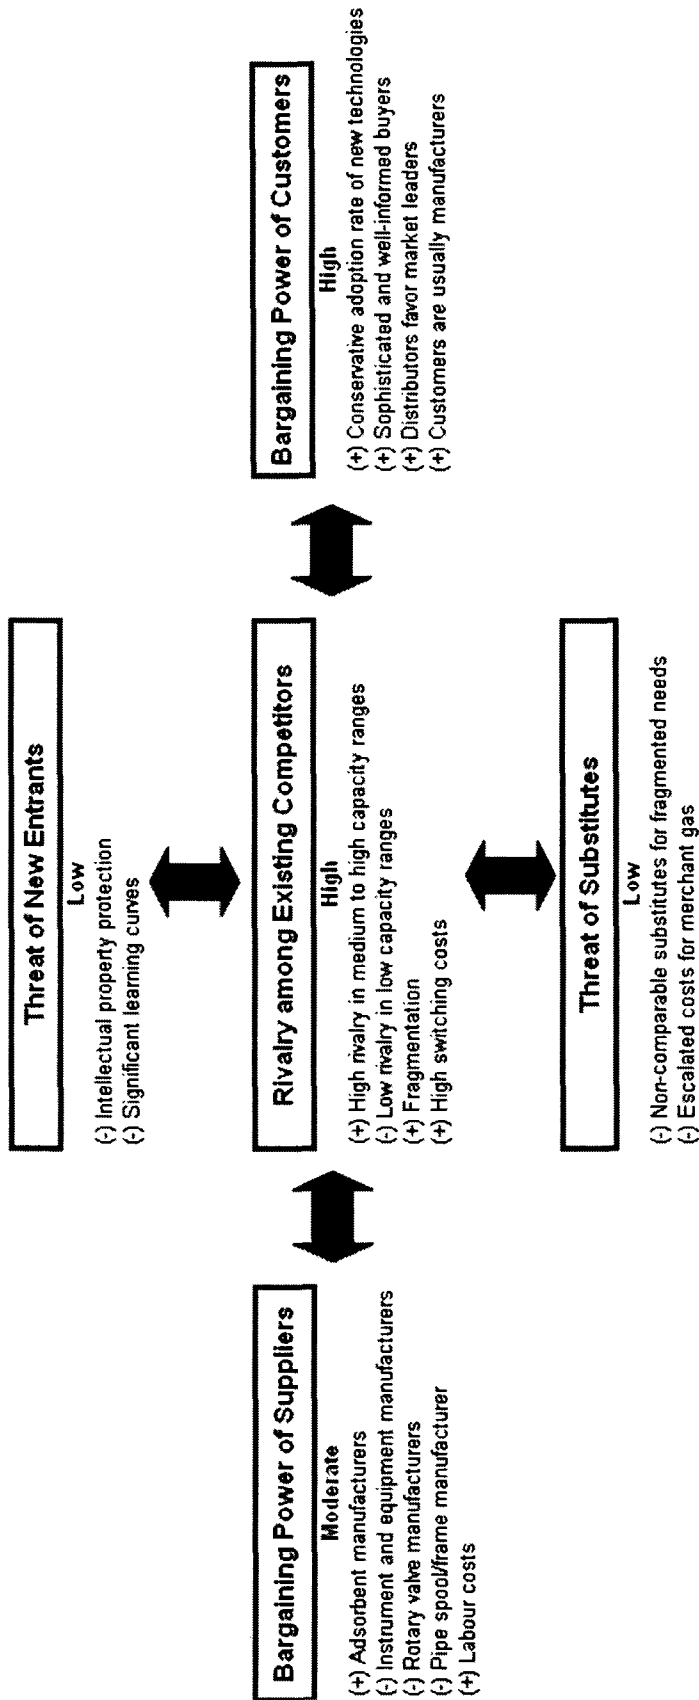 Threat of New Entrants
Low
(-) Intellectual property protection
(-) Significant learning curves
Bargaining Power of Suppliers
Moderate
(+) Adsorbent manufacturers
(-) Instrument and equipment manufacturers
(-) Rotary valve manufacturers
(-) Pipe spool/frame manufacturer
(+) Labour costs
Rivalry among Existing Competitors
High
(+) High rivalry in medium to high capacity ranges
(-) Low rivalry in low capacity ranges
(+) Fragmentation
(+) High switching costs
Bargaining Power of Customers
High
(+) Conservative adoption rate of new technologies
(+) Sophisticated and well-informed buyers
(+) Distributors favor market leaders
(+) Customers are usually manufacturers
Threat of Substitutes
Low
(-) Non-comparable substitutes for fragmented needs
(-) Escalated costs for merchant gas